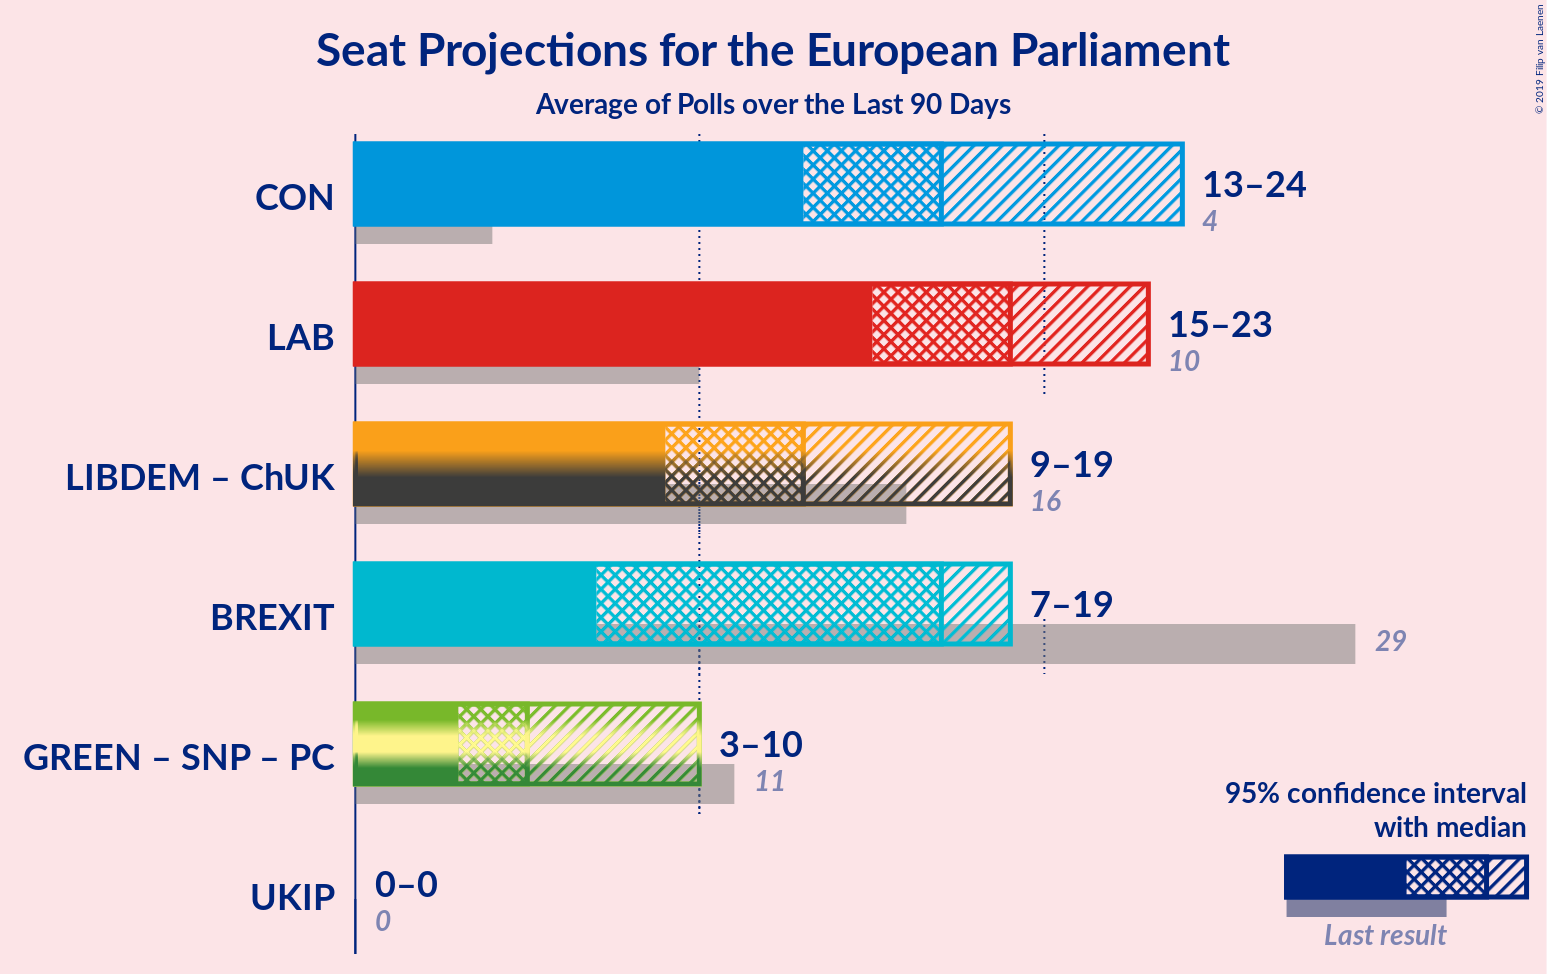 Seat Projections for the European Parliament
Average of Polls over the Last 90 Days
© 2019 Filip van Laenen
CON
13–24
4
LAB
15–23
10
LIBDEM – ChUK
9–19
16
BREXIT
7–19
29
GREEN – SNP – PC
3–10
11
UKIP
0–0
0
95% confidence interval
with median
Last result